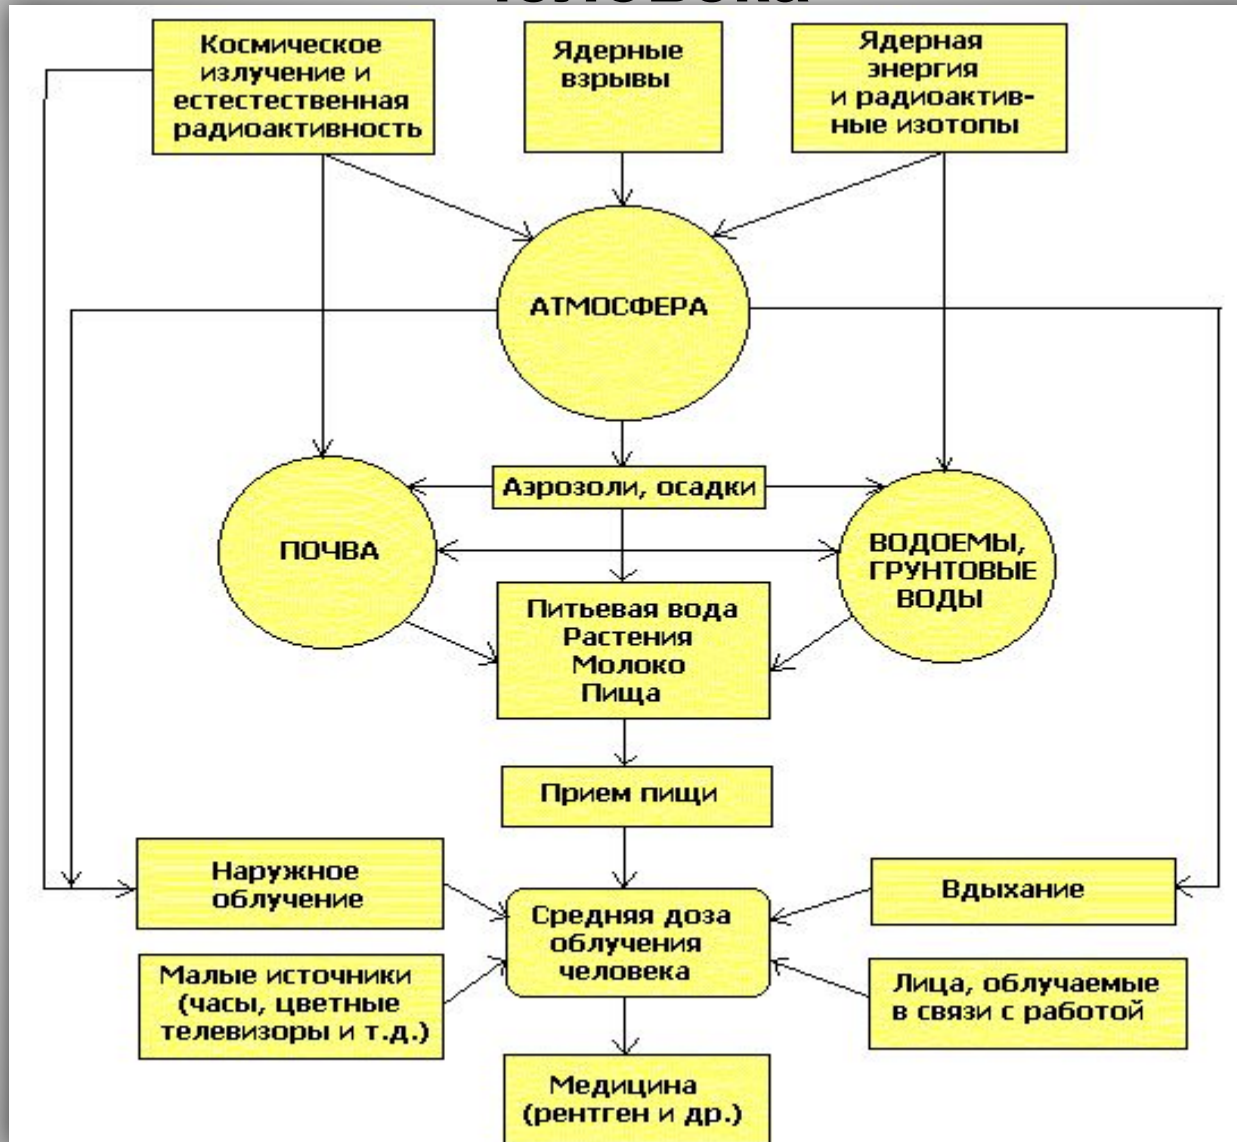 Космическое
излучение и
естестественная
радиоактивность
Ядерные
взрывы
Ядерная
энергия
и радиоактив-
ные изотопы
АТМОСФЕРА
Аэрозоли, осадки
ПОЧВА
ВОДОЕМЫ,
ГРУНТОВЫЕ
ВОДЫ
Питьевая вода
Растения
Молоко
Пища
Прием пищи
Наружное
облучение
Вдыхание
Средняя доза
облучения
человека
Малые источники
(часы, цветные
телевизоры и т.д.)
Лица, облучаемые
в связи с работой
Медицина
(рентген и др.)